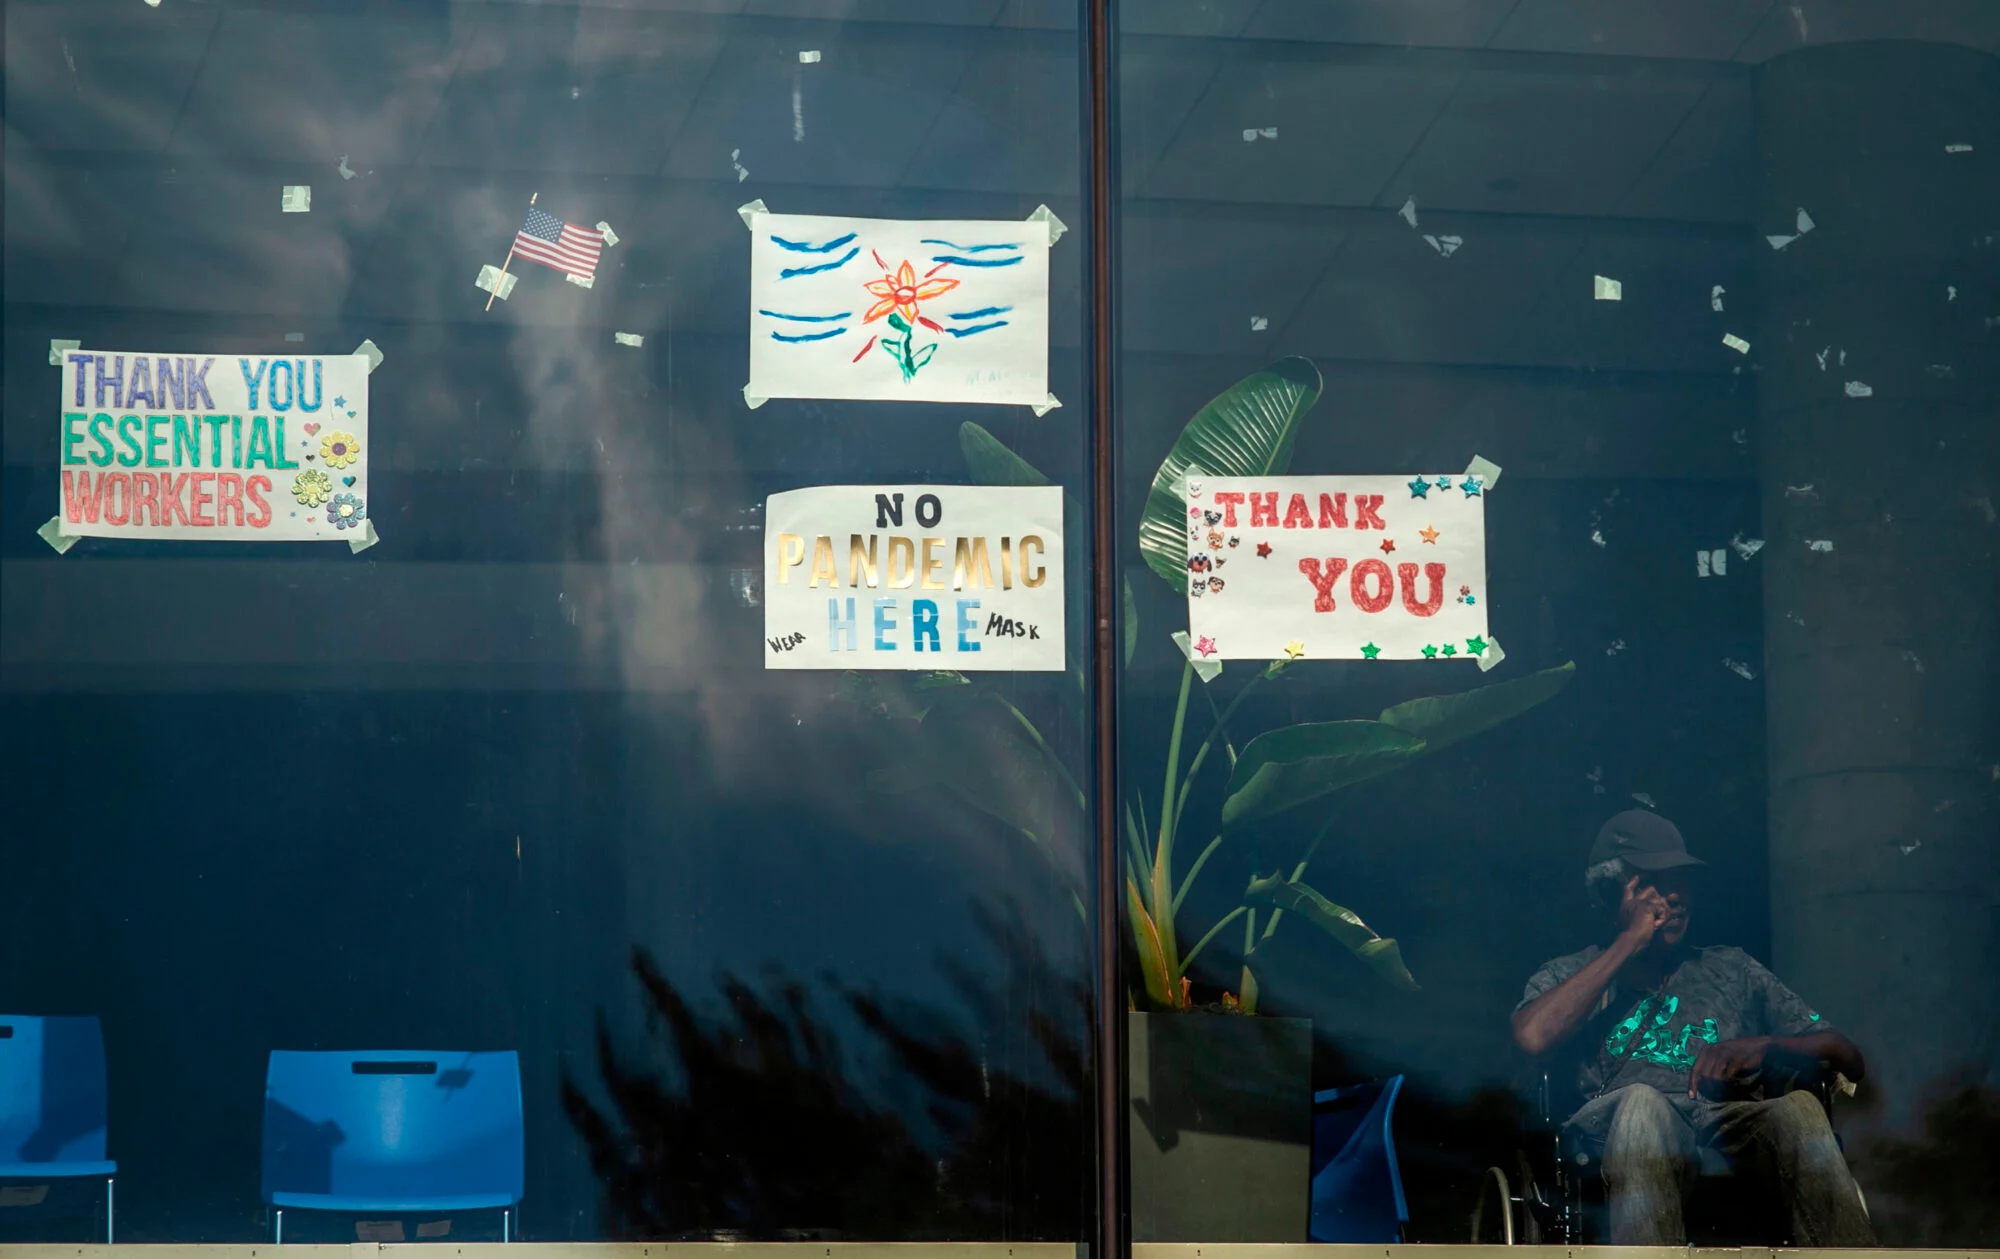 THANK YOU
ESSENTIAL
WORKERS
NO
PANDEMIC
HERE
WEAR
MASK
THANK
YOU